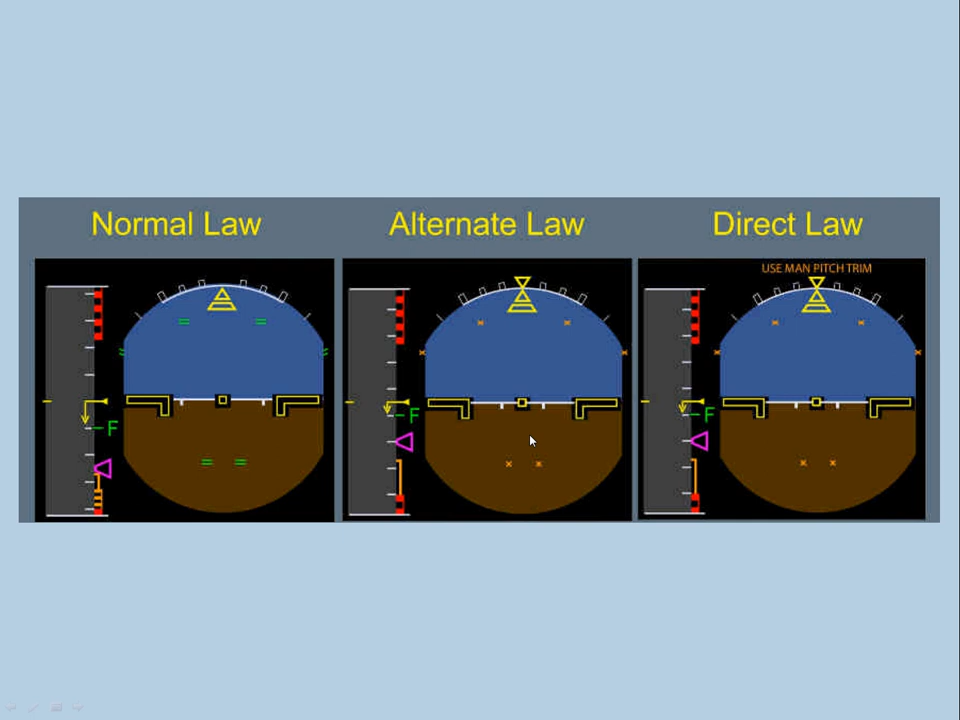 Normal Law
Alternate Law
Direct Law
USE MAN PITCH TRIM
F
F
F